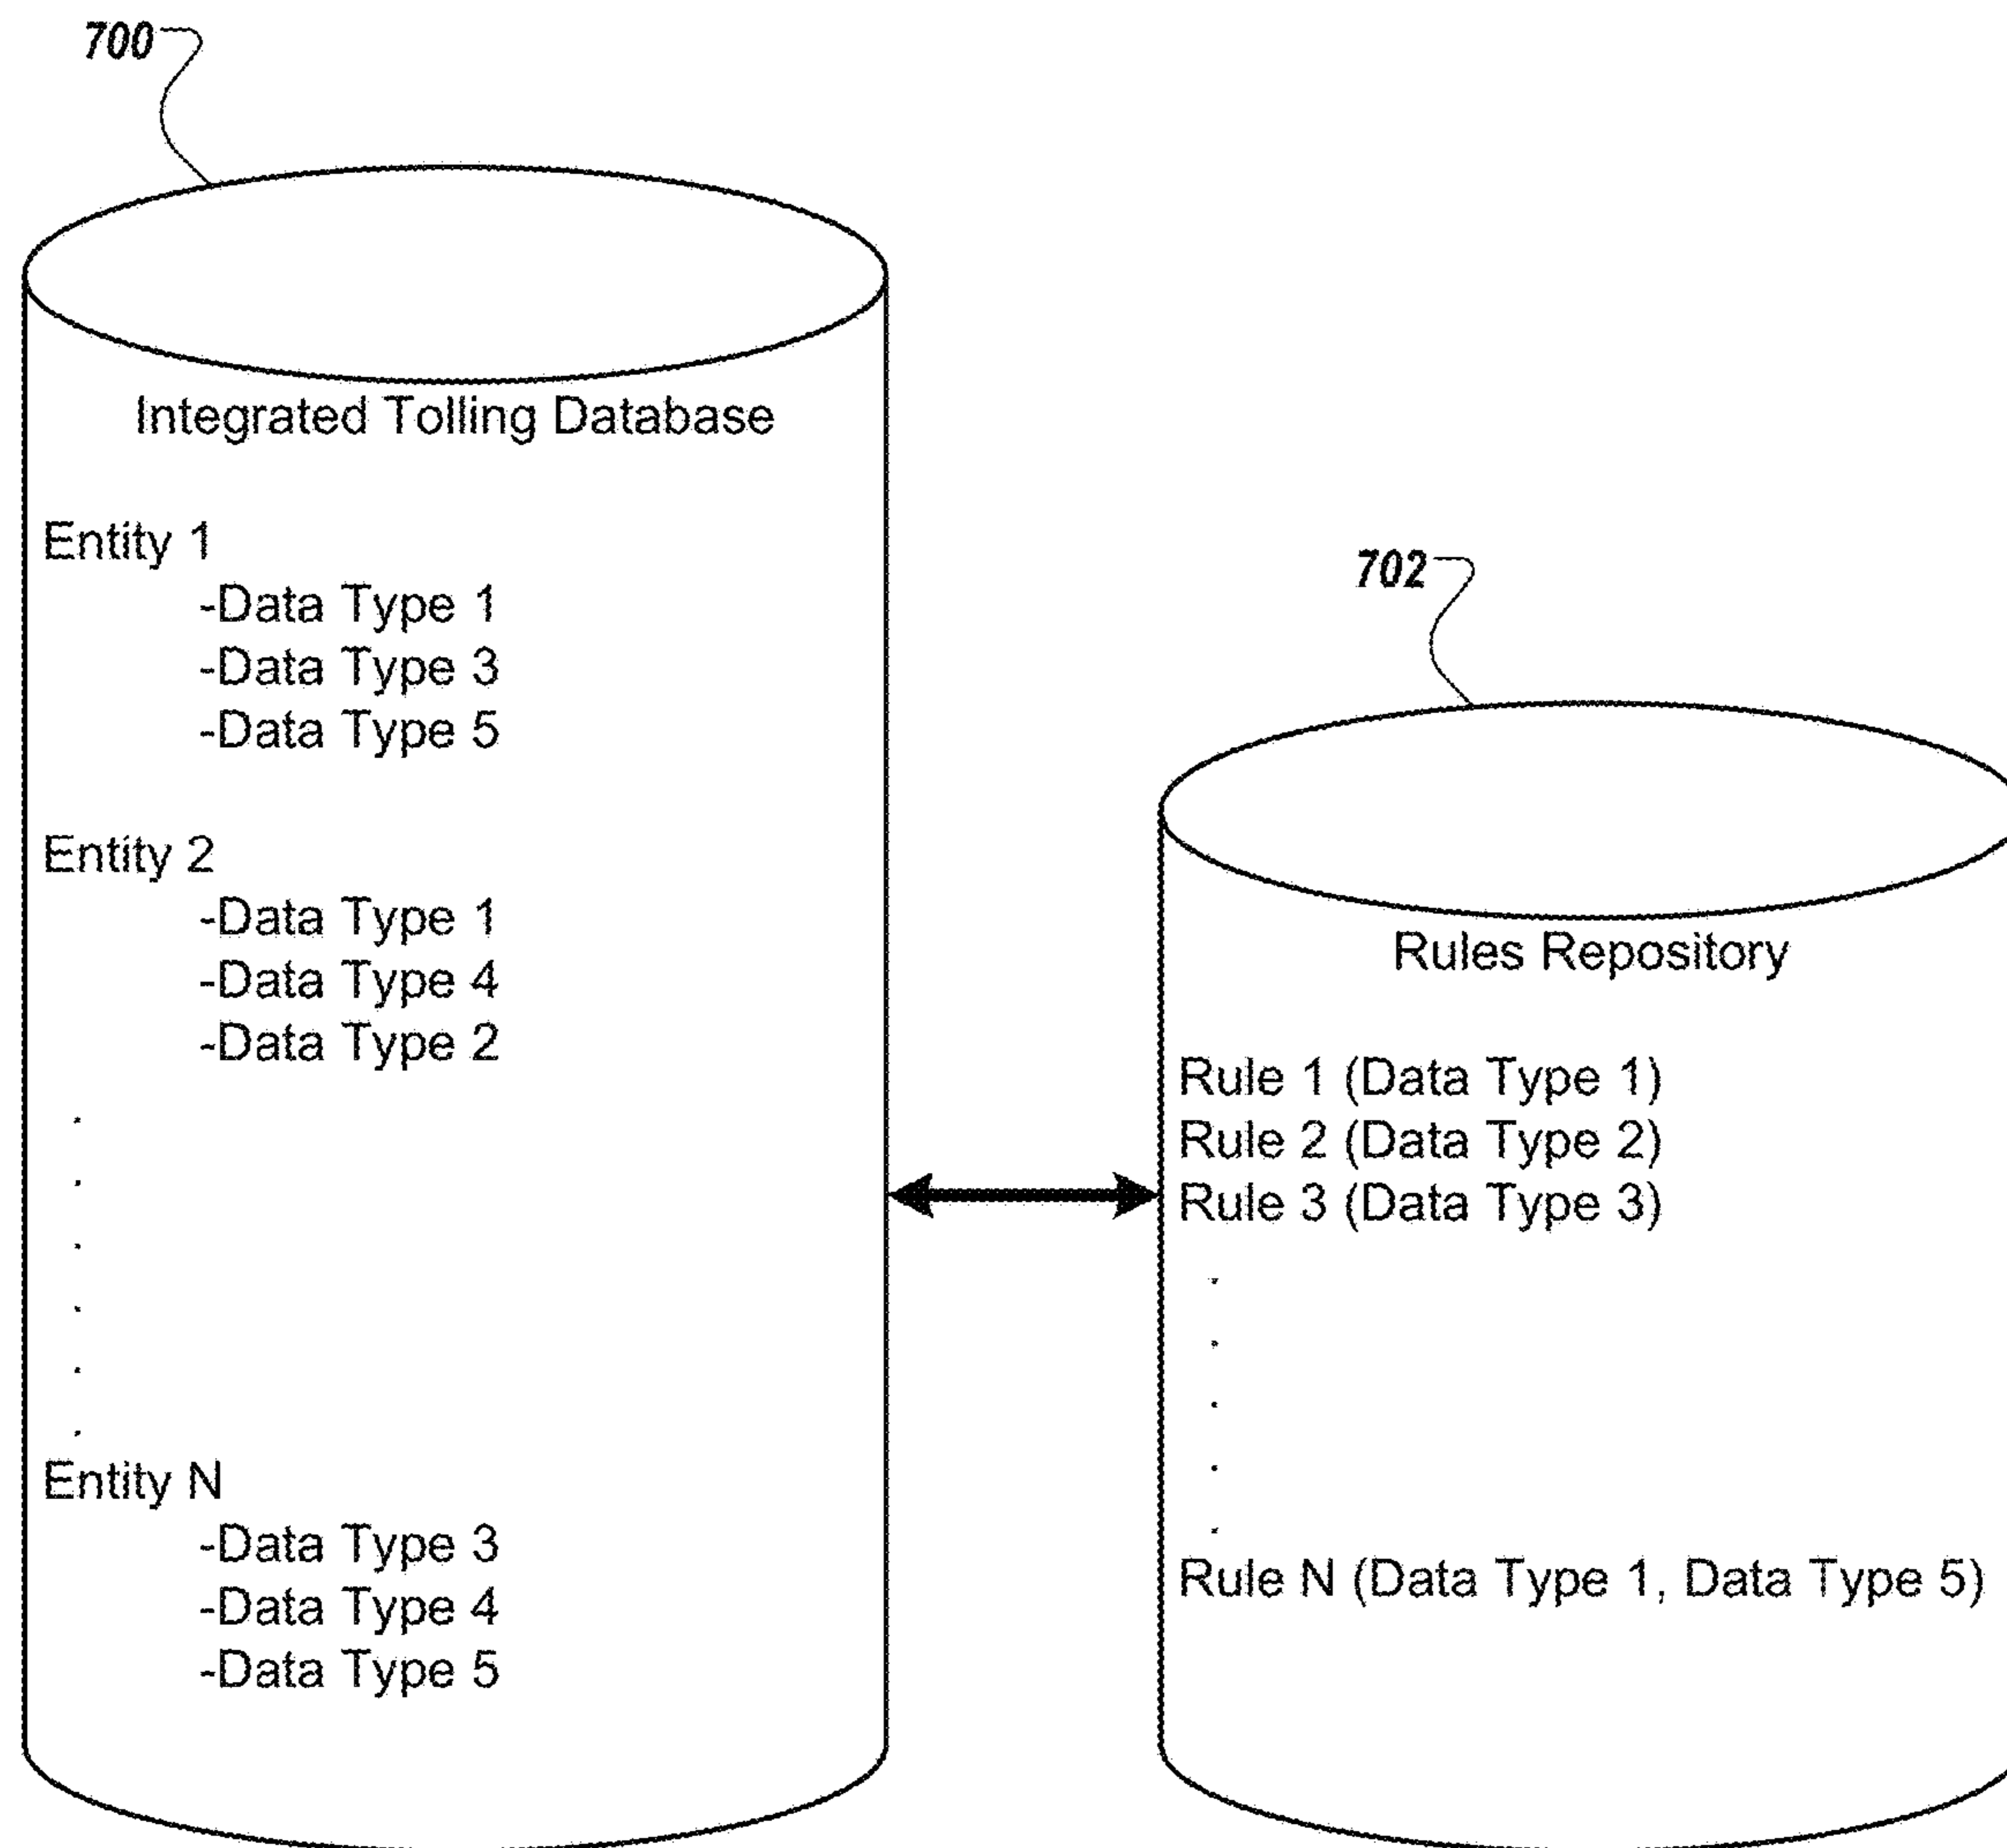 700
Integrated Tolling Database
Entity 1
-Data Type 1
-Data Type 3
-Data Type 5
Entity 2
-Data Type 1
-Data Type 4
-Data Type 2
.
.
.
.
.
.
Entity N
-Data Type 3
-Data Type 4
-Data Type 5
702
Rules Repository
Rule 1 (Data Type 1)
Rule 2 (Data Type 2)
Rule 3 (Data Type 3)
.
.
.
.
.
Rule N (Data Type 1, Data Type 5)